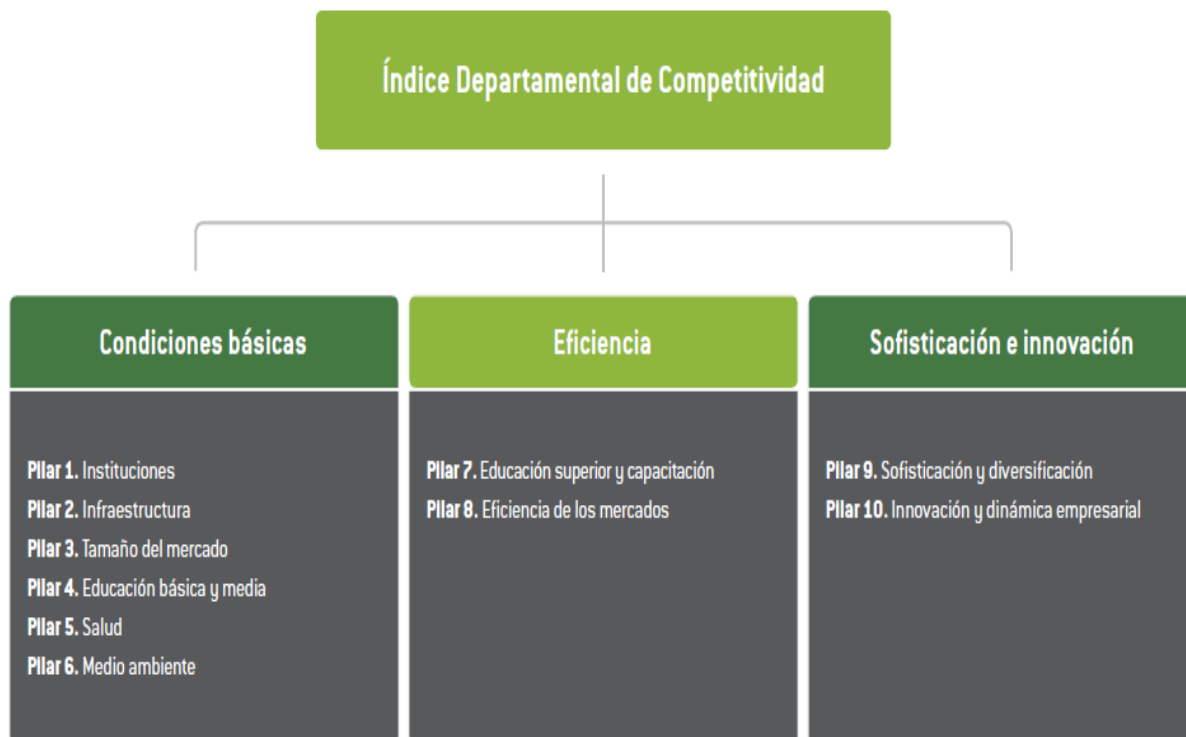 Índice Departamental de Competitividad
Condiciones básicas
Pilar 1. Instituciones
Pilar 2. Infraestructura
Pilar 3. Tamaño del mercado
Pilar 4. Educación básica y media
Pilar 5. Salud
Pilar 6. Medio ambiente
Eficiencia
Pilar 7. Educación superior y capacitación
Pilar 8. Eficiencia de los mercados
Sofisticación e innovación
Pilar 9. Sofisticación y diversificación
Pilar 10. Innovación y dinámica empresarial